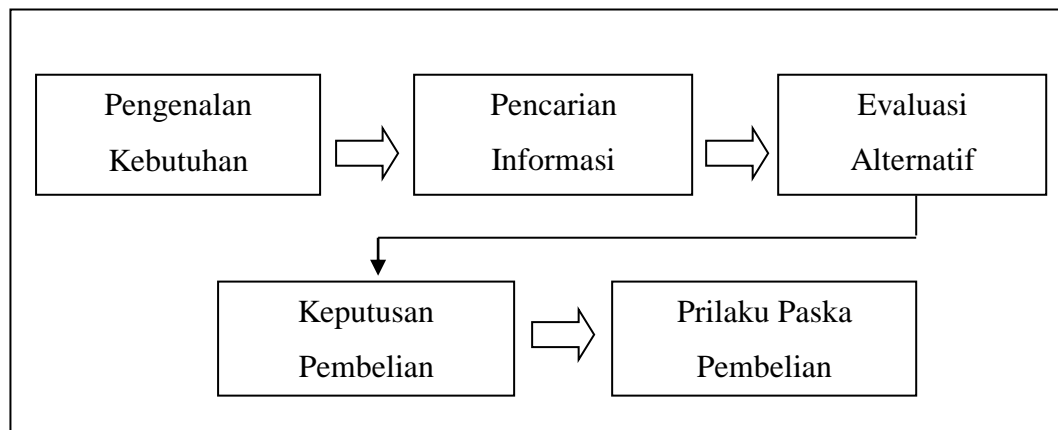 Pengenalan
Kebutuhan
Pencarian
Informasi
Evaluasi
Alternatif
Keputusan
Pembelian
Prilaku Paska
Pembelian